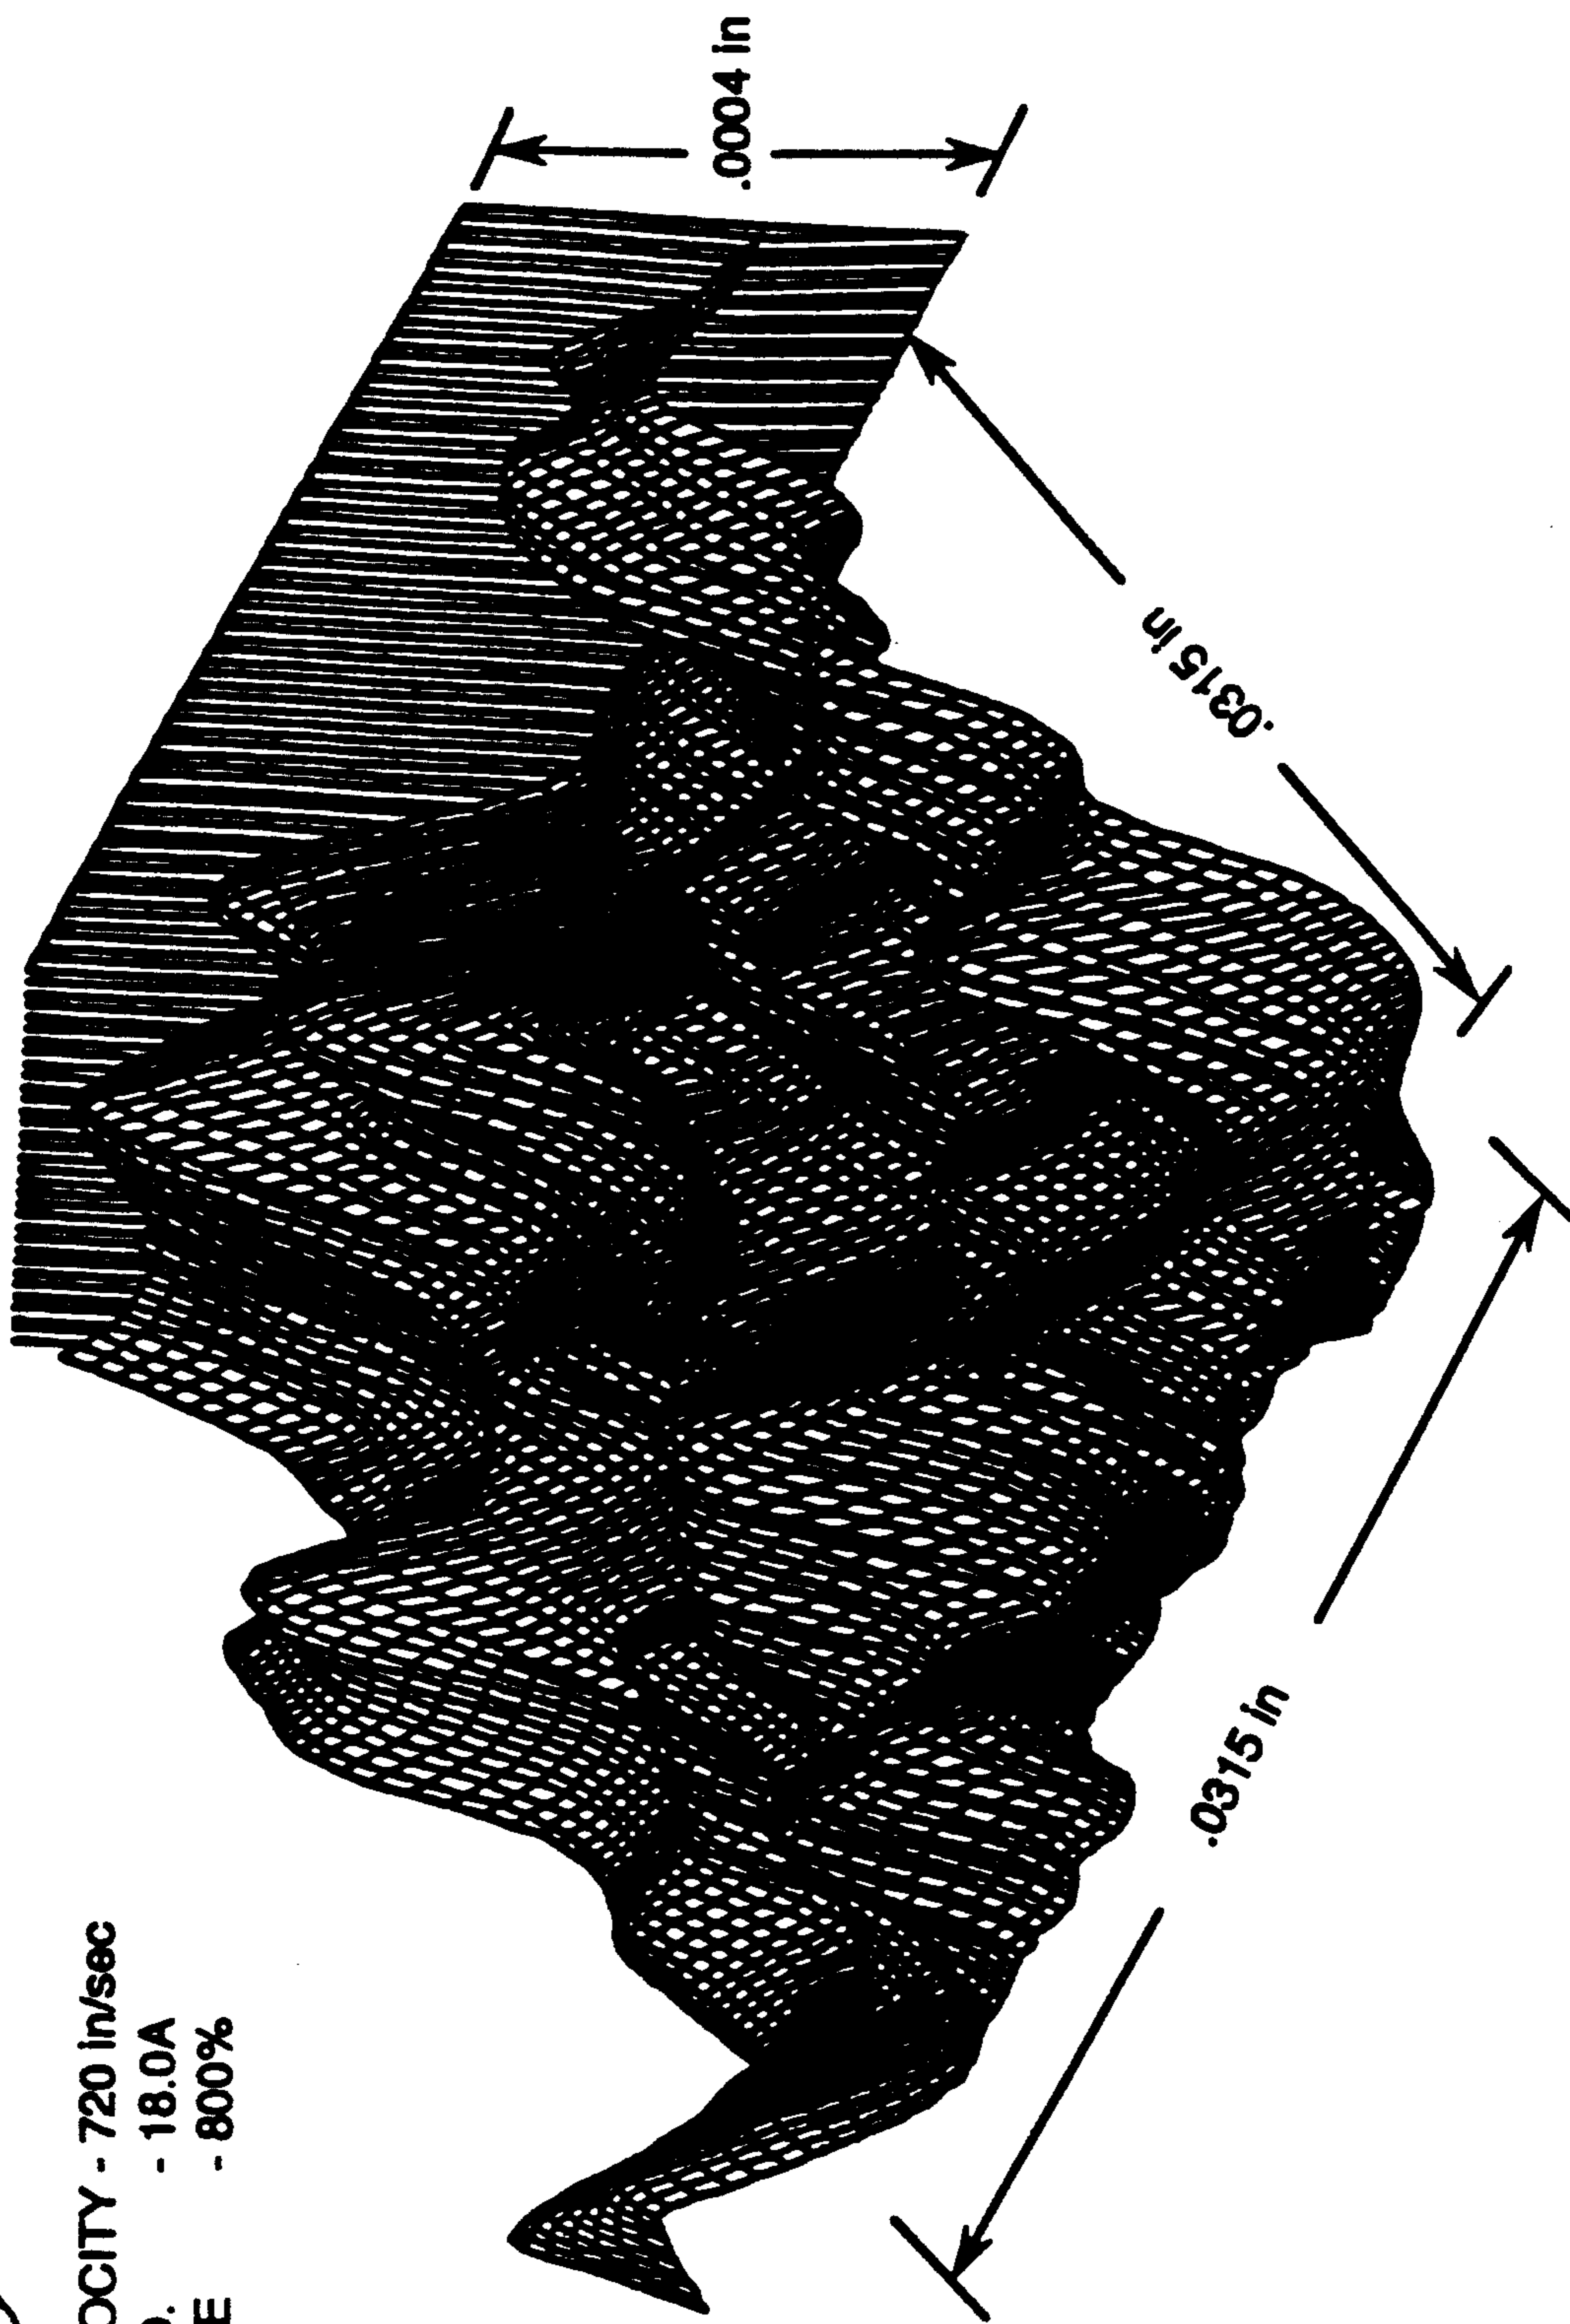 OCITY - 720 in/sec
- 18.0A
E - 800%
.0004 in
.0315 in
.0315 in